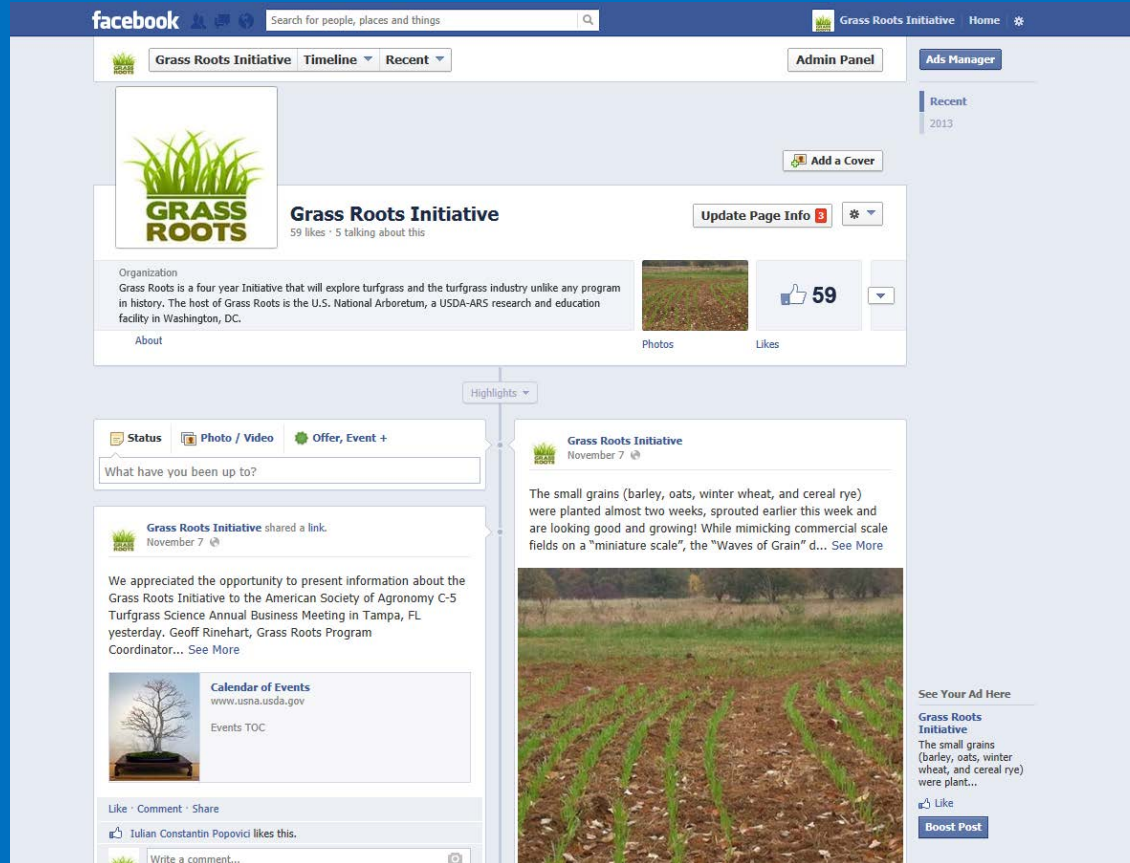 facebook
Search for people, places and things
Grass Roots Initiative Home
GRASS ROOTS
Grass Roots Initiative Timeline Recent
Admin Panel
Ads Manager
Recent
2013
Add a Cover
GRASS
ROOTS
Grass Roots Initiative
59 likes · 5 talking about this
Update Page Info 3
Organization
Grass Roots is a four year Initiative that will explore turfgrass and the turfgrass industry unlike any program
in history. The host of Grass Roots is the U.S. National Arboretum, a USDA-ARS research and education
facility in Washington, DC.
About
59
Photos
Likes
Highlights
Status Photo / Video Offer, Event +
What have you been up to?
Grass Roots Initiative shared a link.
November 7
We appreciated the opportunity to present information about the
Grass Roots Initiative to the American Society of Agronomy C-5
Turfgrass Science Annual Business Meeting in Tampa, FL
yesterday. Geoff Rinehart, Grass Roots Program
Coordinator... See More
Calendar of Events
www.usna.usda.gov
Events TOC
Like · Comment · Share
Iulian Constantin Popovici likes this.
Write a comment...
Grass Roots Initiative
November 7
The small grains (barley, oats, winter wheat, and cereal rye)
were planted almost two weeks, sprouted earlier this week and
are looking good and growing! While mimicking commercial scale
fields on a "miniature scale", the "Waves of Grain" d... See More
See Your Ad Here
Grass Roots
Initiative
The small grains
(barley, oats, winter
wheat, and cereal rye)
were plant...
Like
Boost Post